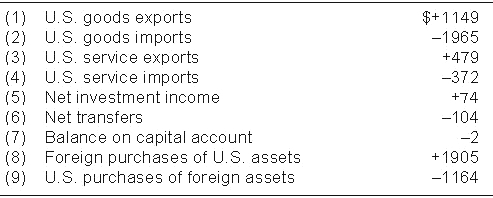 (1) U.S. goods exports $+1149
(2) U.S. goods imports –1965
(3) U.S. service exports +479
(4) U.S. service imports –372
(5) Net investment income +74
(6) Net transfers –104
(7) Balance on capital account –2
(8) Foreign purchases of U.S. assets +1905
(9) U.S. purchases of foreign assets –1164